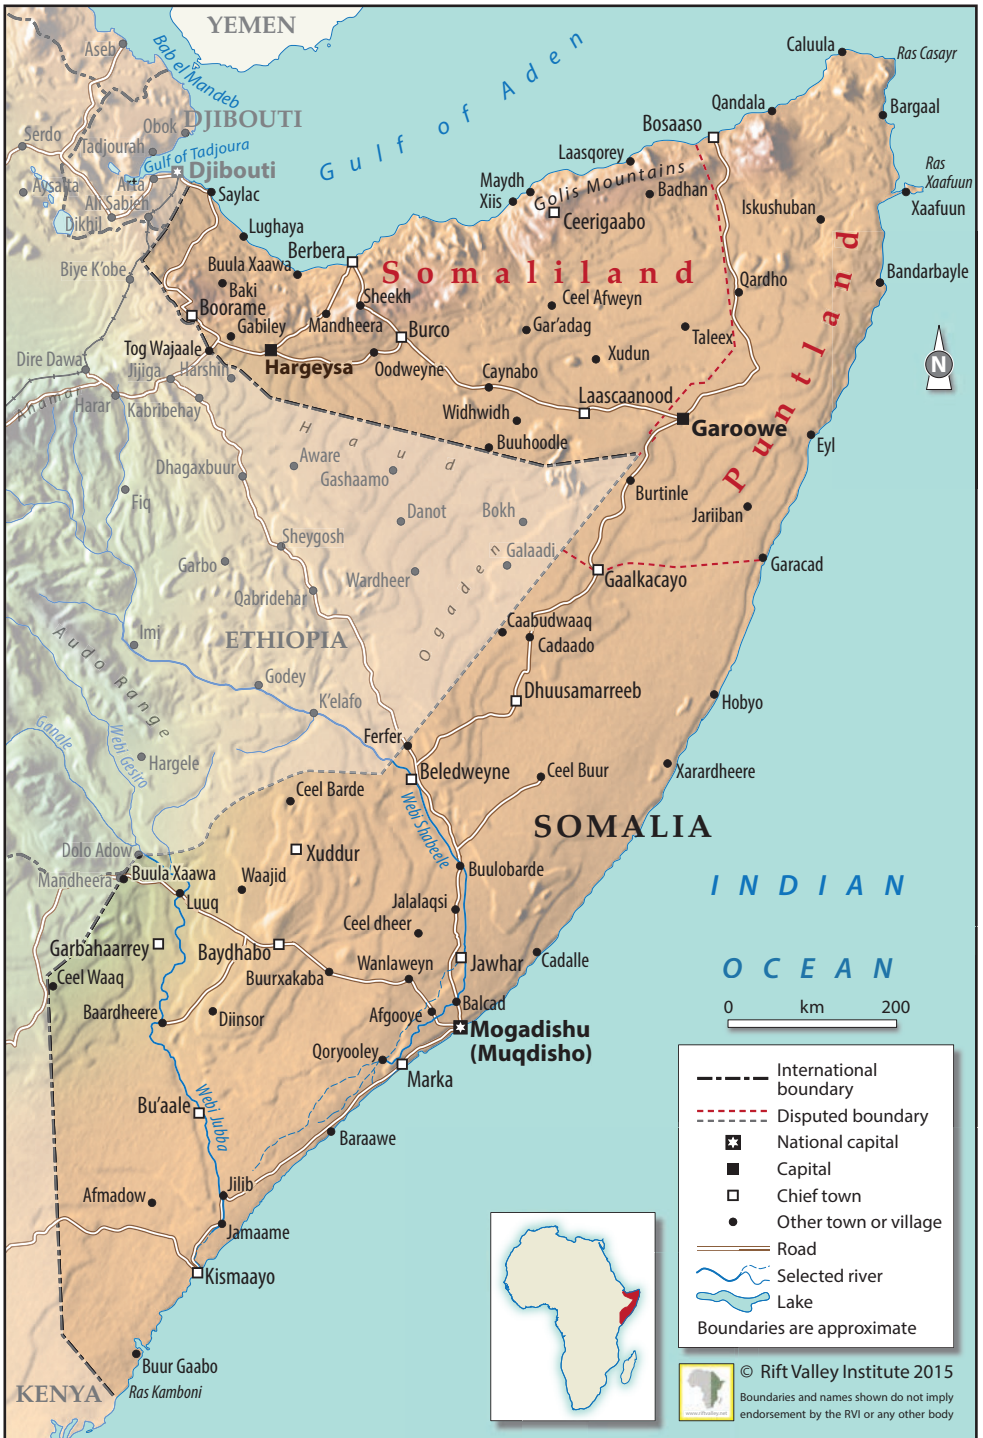 YEMEN
Aseb
Bab el Mandeb
Gulf of Aden
Caluula
Ras Casayr
Serdo
Obok
DJIBOUTI
Tadjourah
Gulf of Tadjoura
Qandala
Bargaal
Bosaaso
Laasqorey
Aysaita
Arta
Djibouti
Saylac
Maydh
Xiis
Golis Mountains
Badhan
Ras
Xaafuun
Xaafuun
Ali Sabieh
Dikhil
Ceerigaabo
Iskushuban
Lughaya
Berbera
Biye K'obe
Buula Xaawa
Somaliland
Bandarbayle
Baki
Sheekh
Ceel Afweyn
Qardho
Boorame
Gabiley
Mandheera
Burco
Gar'adag
Taleex
Puntland
Tog Wajaale
Hargeysa
Oodweyne
Xudun
N
Dire Dawa
Jijiga
Harshin
Caynabo
Ahamar
Harar
Kabribehay
Laascaanood
Widhwidh
Garoowe
Haud
Buuhoodle
Eyl
Aware
Dhagaxbuur
Gashaamo
Burtinle
Fiq
Danot
Bokh
Jariiban
Sheygosh
Galaadi
Garbo
Wardheer
Garacad
Gaalkacayo
Qabridehar
Ogaden
Caabudwaaq
Imi
ETHIOPIA
Cadaado
Audo Range
Godey
Dhuusamarreeb
K'elafo
Hobyo
Ganale
Webi Gesiro
Ferfer
Hargele
Beledweyne
Ceel Buur
Xarardheere
Ceel Barde
Webi Shabeele
SOMALIA
Dolo Adow
Xuddur
Mandheera
Buula Xaawa
Waajid
Buulobarde
INDIAN
OCEAN
Luuq
Jalalaqsi
Ceel dheer
Garbahaarrey
Baydhabo
Wanlaweyn
Jawhar
Cadalle
Ceel Waaq
Buurxakaba
Baardheere
Diinsor
Afgooye
Balcad
Mogadishu
(Muqdisho)
0 km 200
Qoryooley
Marka
Bu'aale
Webi Jubba
Baraawe
Jilib
Afmadow
Jamaame
Kismaayo
Buur Gaabo
Ras Kamboni
KENYA
International
boundary
Disputed boundary
National capital
Capital
Chief town
Other town or village
Road
Selected river
Lake
Boundaries are approximate
© Rift Valley Institute 2015
Boundaries and names shown do not imply
endorsement by the RVI or any other body
www.riftvalley.net